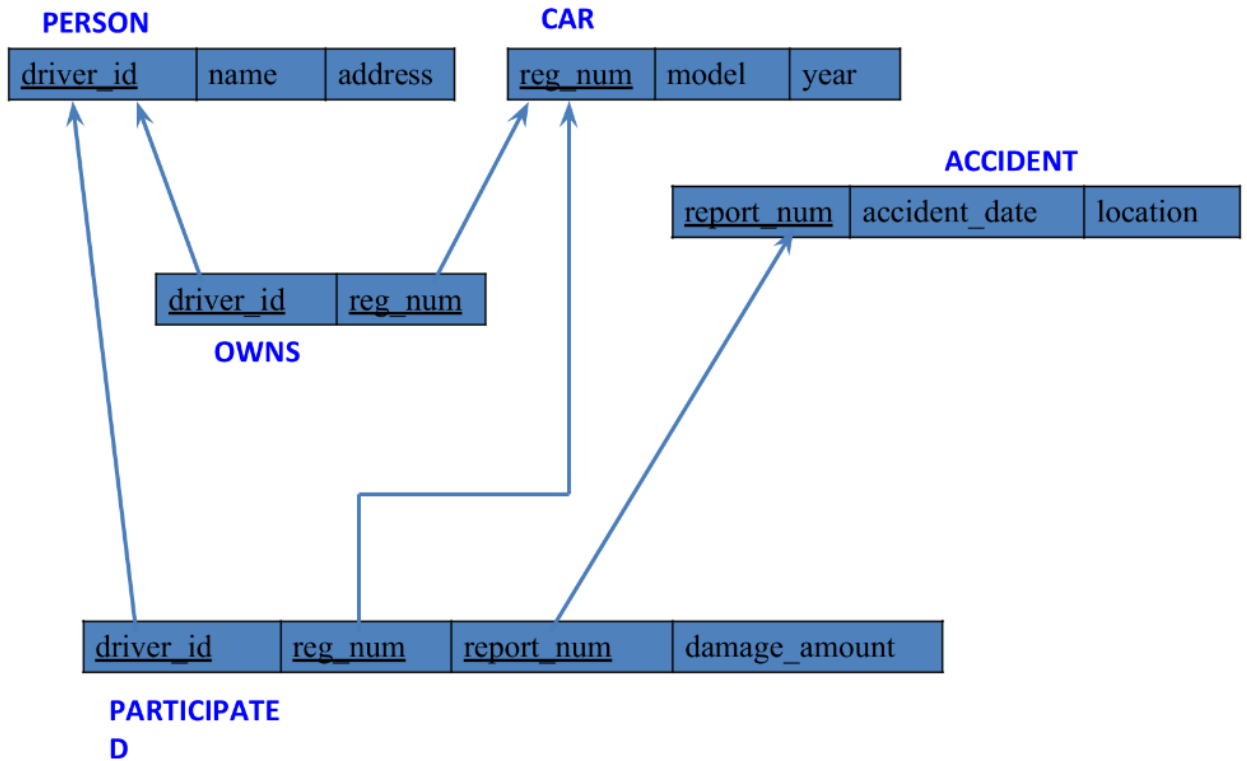 PERSON
CAR
driver_id name address
reg_num model year
ACCIDENT
report_num accident_date location
driver_id reg_num
OWNS
driver_id reg_num report_num damage_amount
PARTICIPATE
D